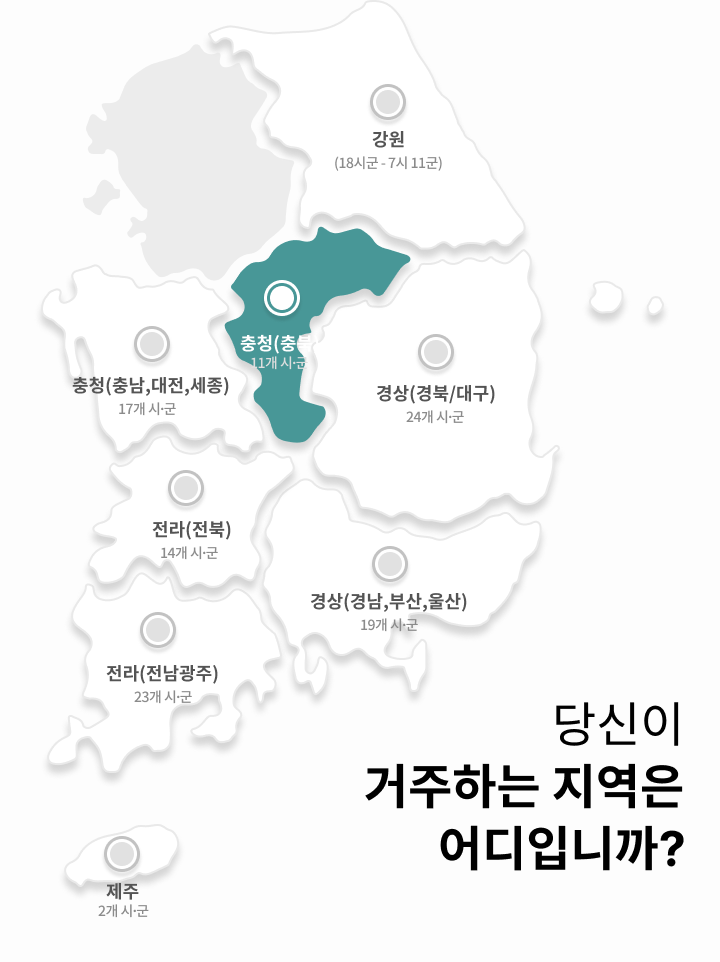 강원
(18시군 - 7시 11군)
충청(충북
11개 시·군
충청(충남,대전,세종)
17개 시·군
경상(경북/대구)
24개 시·군
전라(전북)
14개 시·군
경상(경남,부산,울산)
19개 시·군
전라(전남광주)
23개 시·군
당신이
거주하는 지역은
어디입니까?
제주
2개 시·군